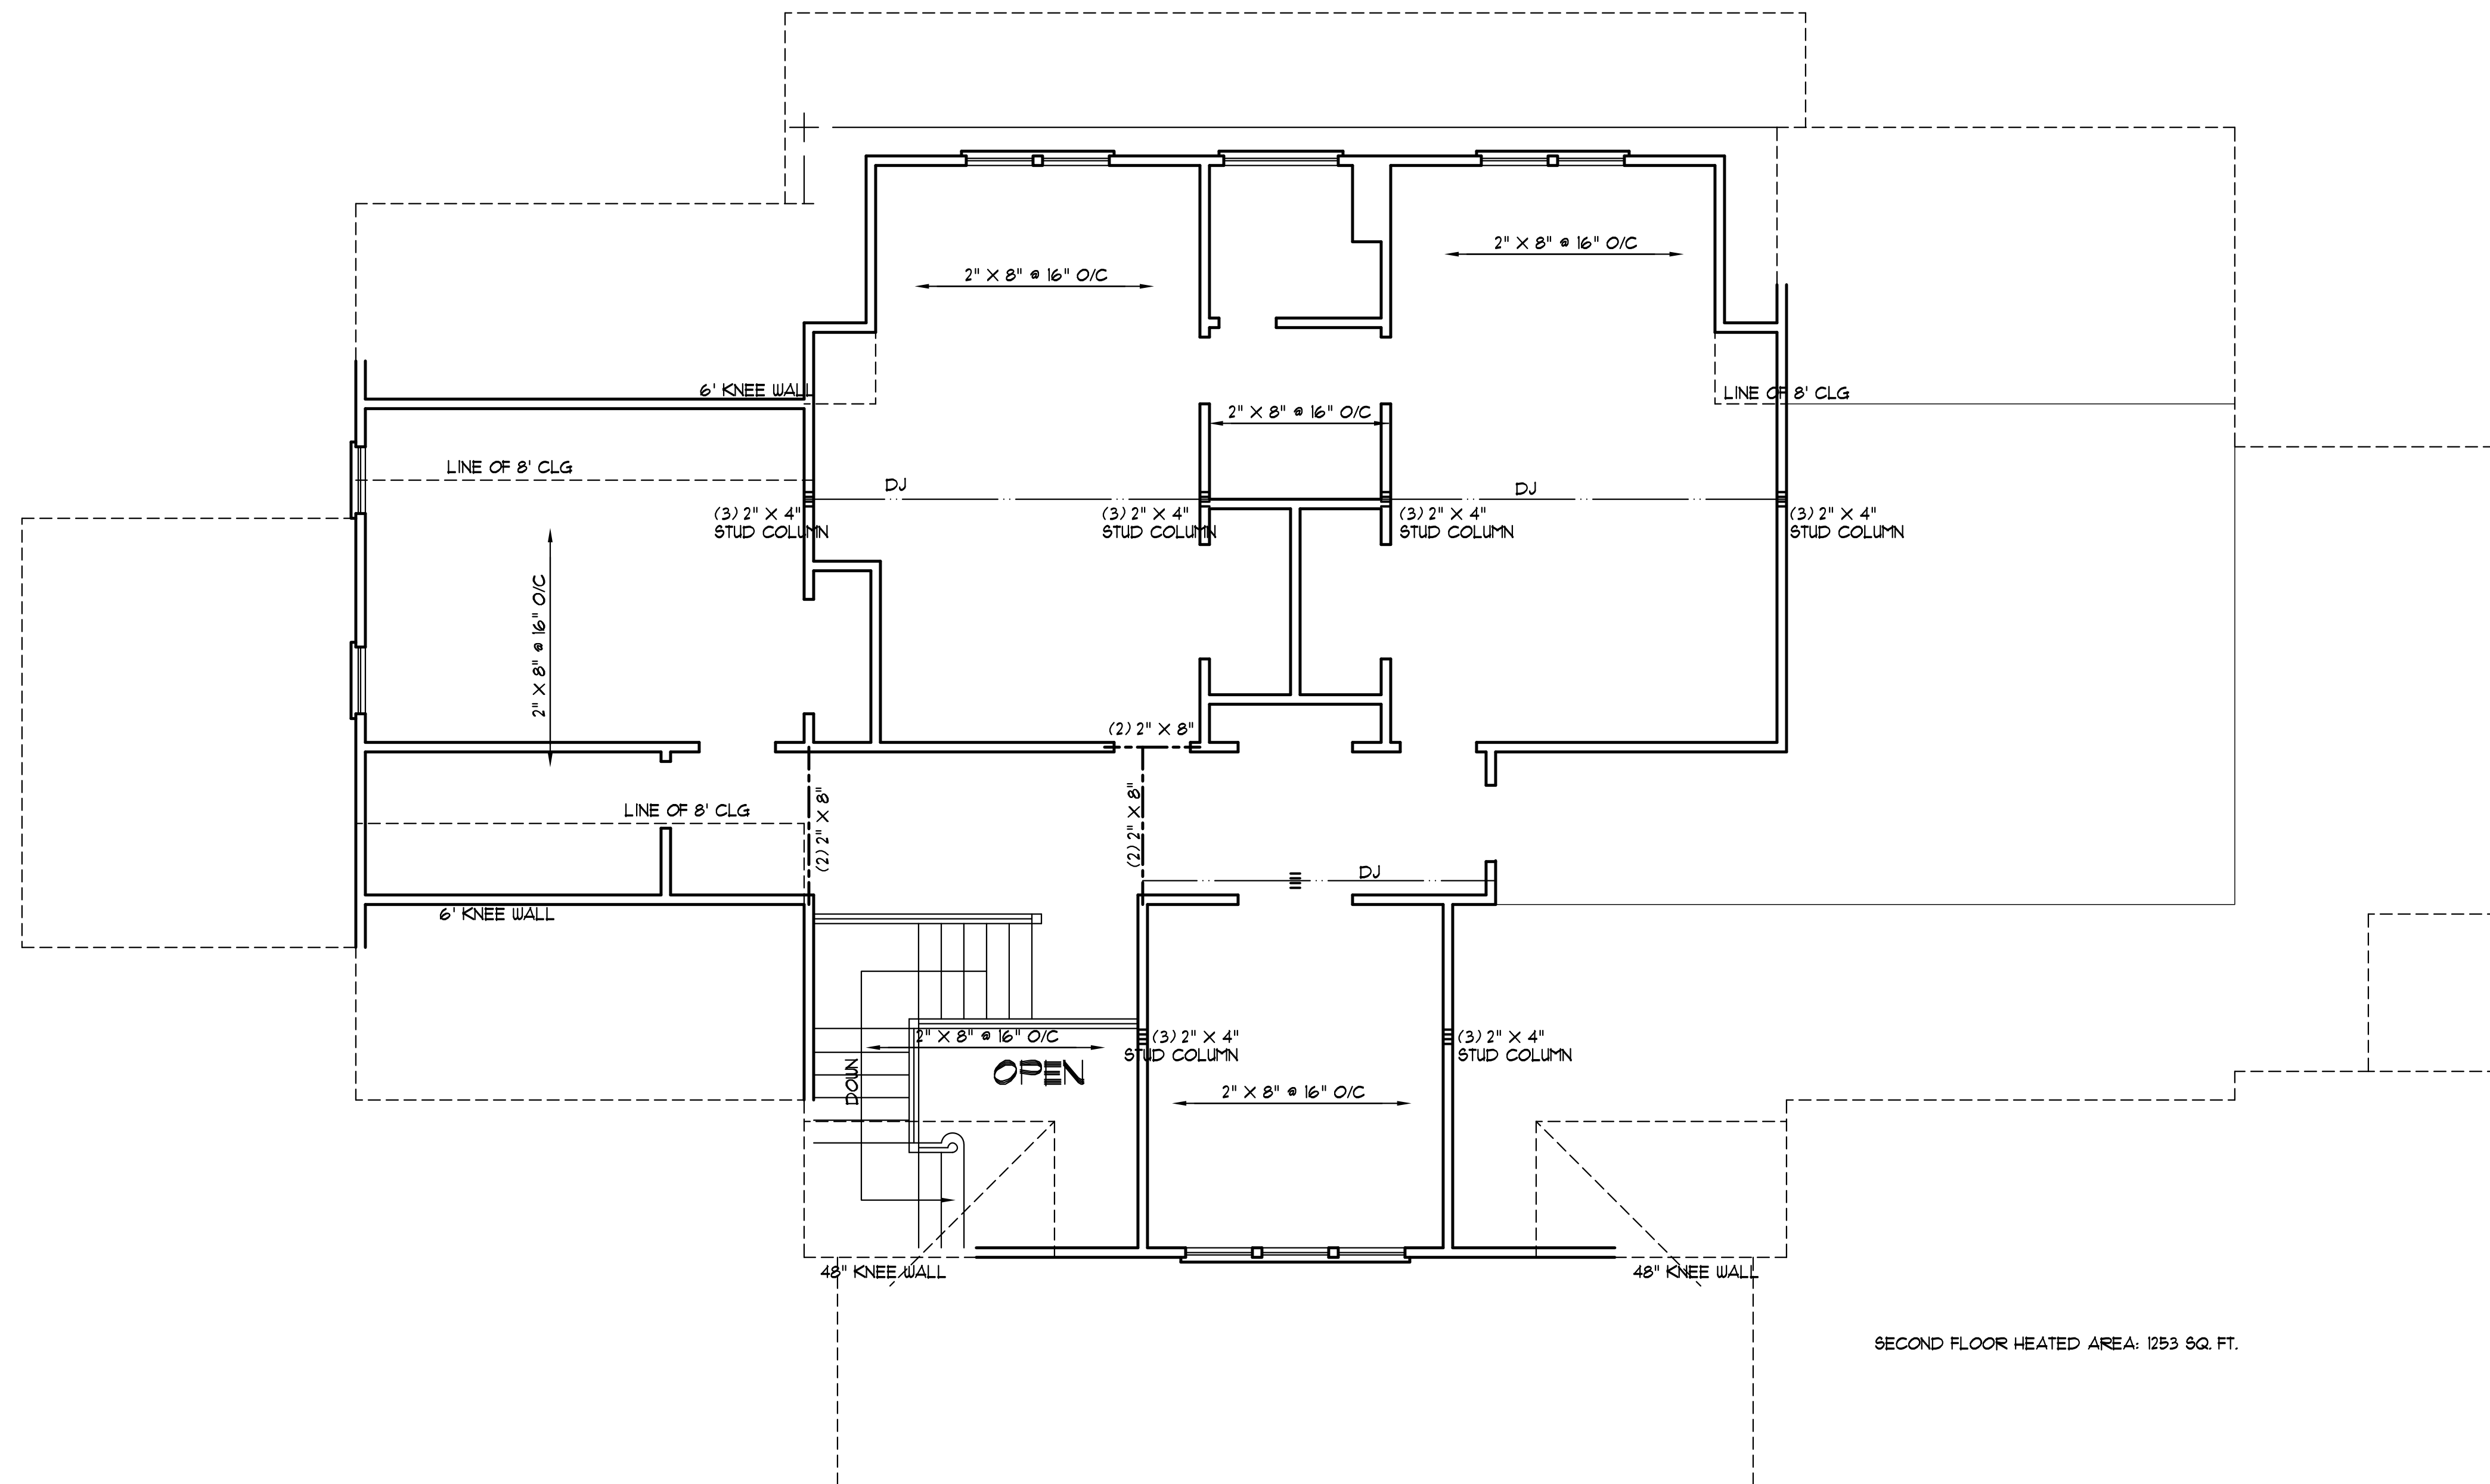 2" X 8" @ 16" O/C
2" X 8" @ 16" O/C
6' KNEE WALL
LINE OF 8' CLG
2" X 8" @ 16" O/C
LINE OF 8' CLG
DJ
DJ
(3) 2" X 4"
STUD COLUMN
(3) 2" X 4"
STUD COLUMN
(3) 2" X 4"
STUD COLUMN
(3) 2" X 4"
STUD COLUMN
2" X 8" @ 16" O/C
(2) 2" X 8"
LINE OF 8' CLG
(2) 2" X 8"
(2) 2" X 8"
DJ
6' KNEE WALL
2" X 8" @ 16" O/C
(3) 2" X 4"
STUD COLUMN
(3) 2" X 4"
STUD COLUMN
DOWN
OPEN
2" X 8" @ 16" O/C
48" KNEE WALL
48" KNEE WALL
SECOND FLOOR HEATED AREA: 1253 SQ. FT.